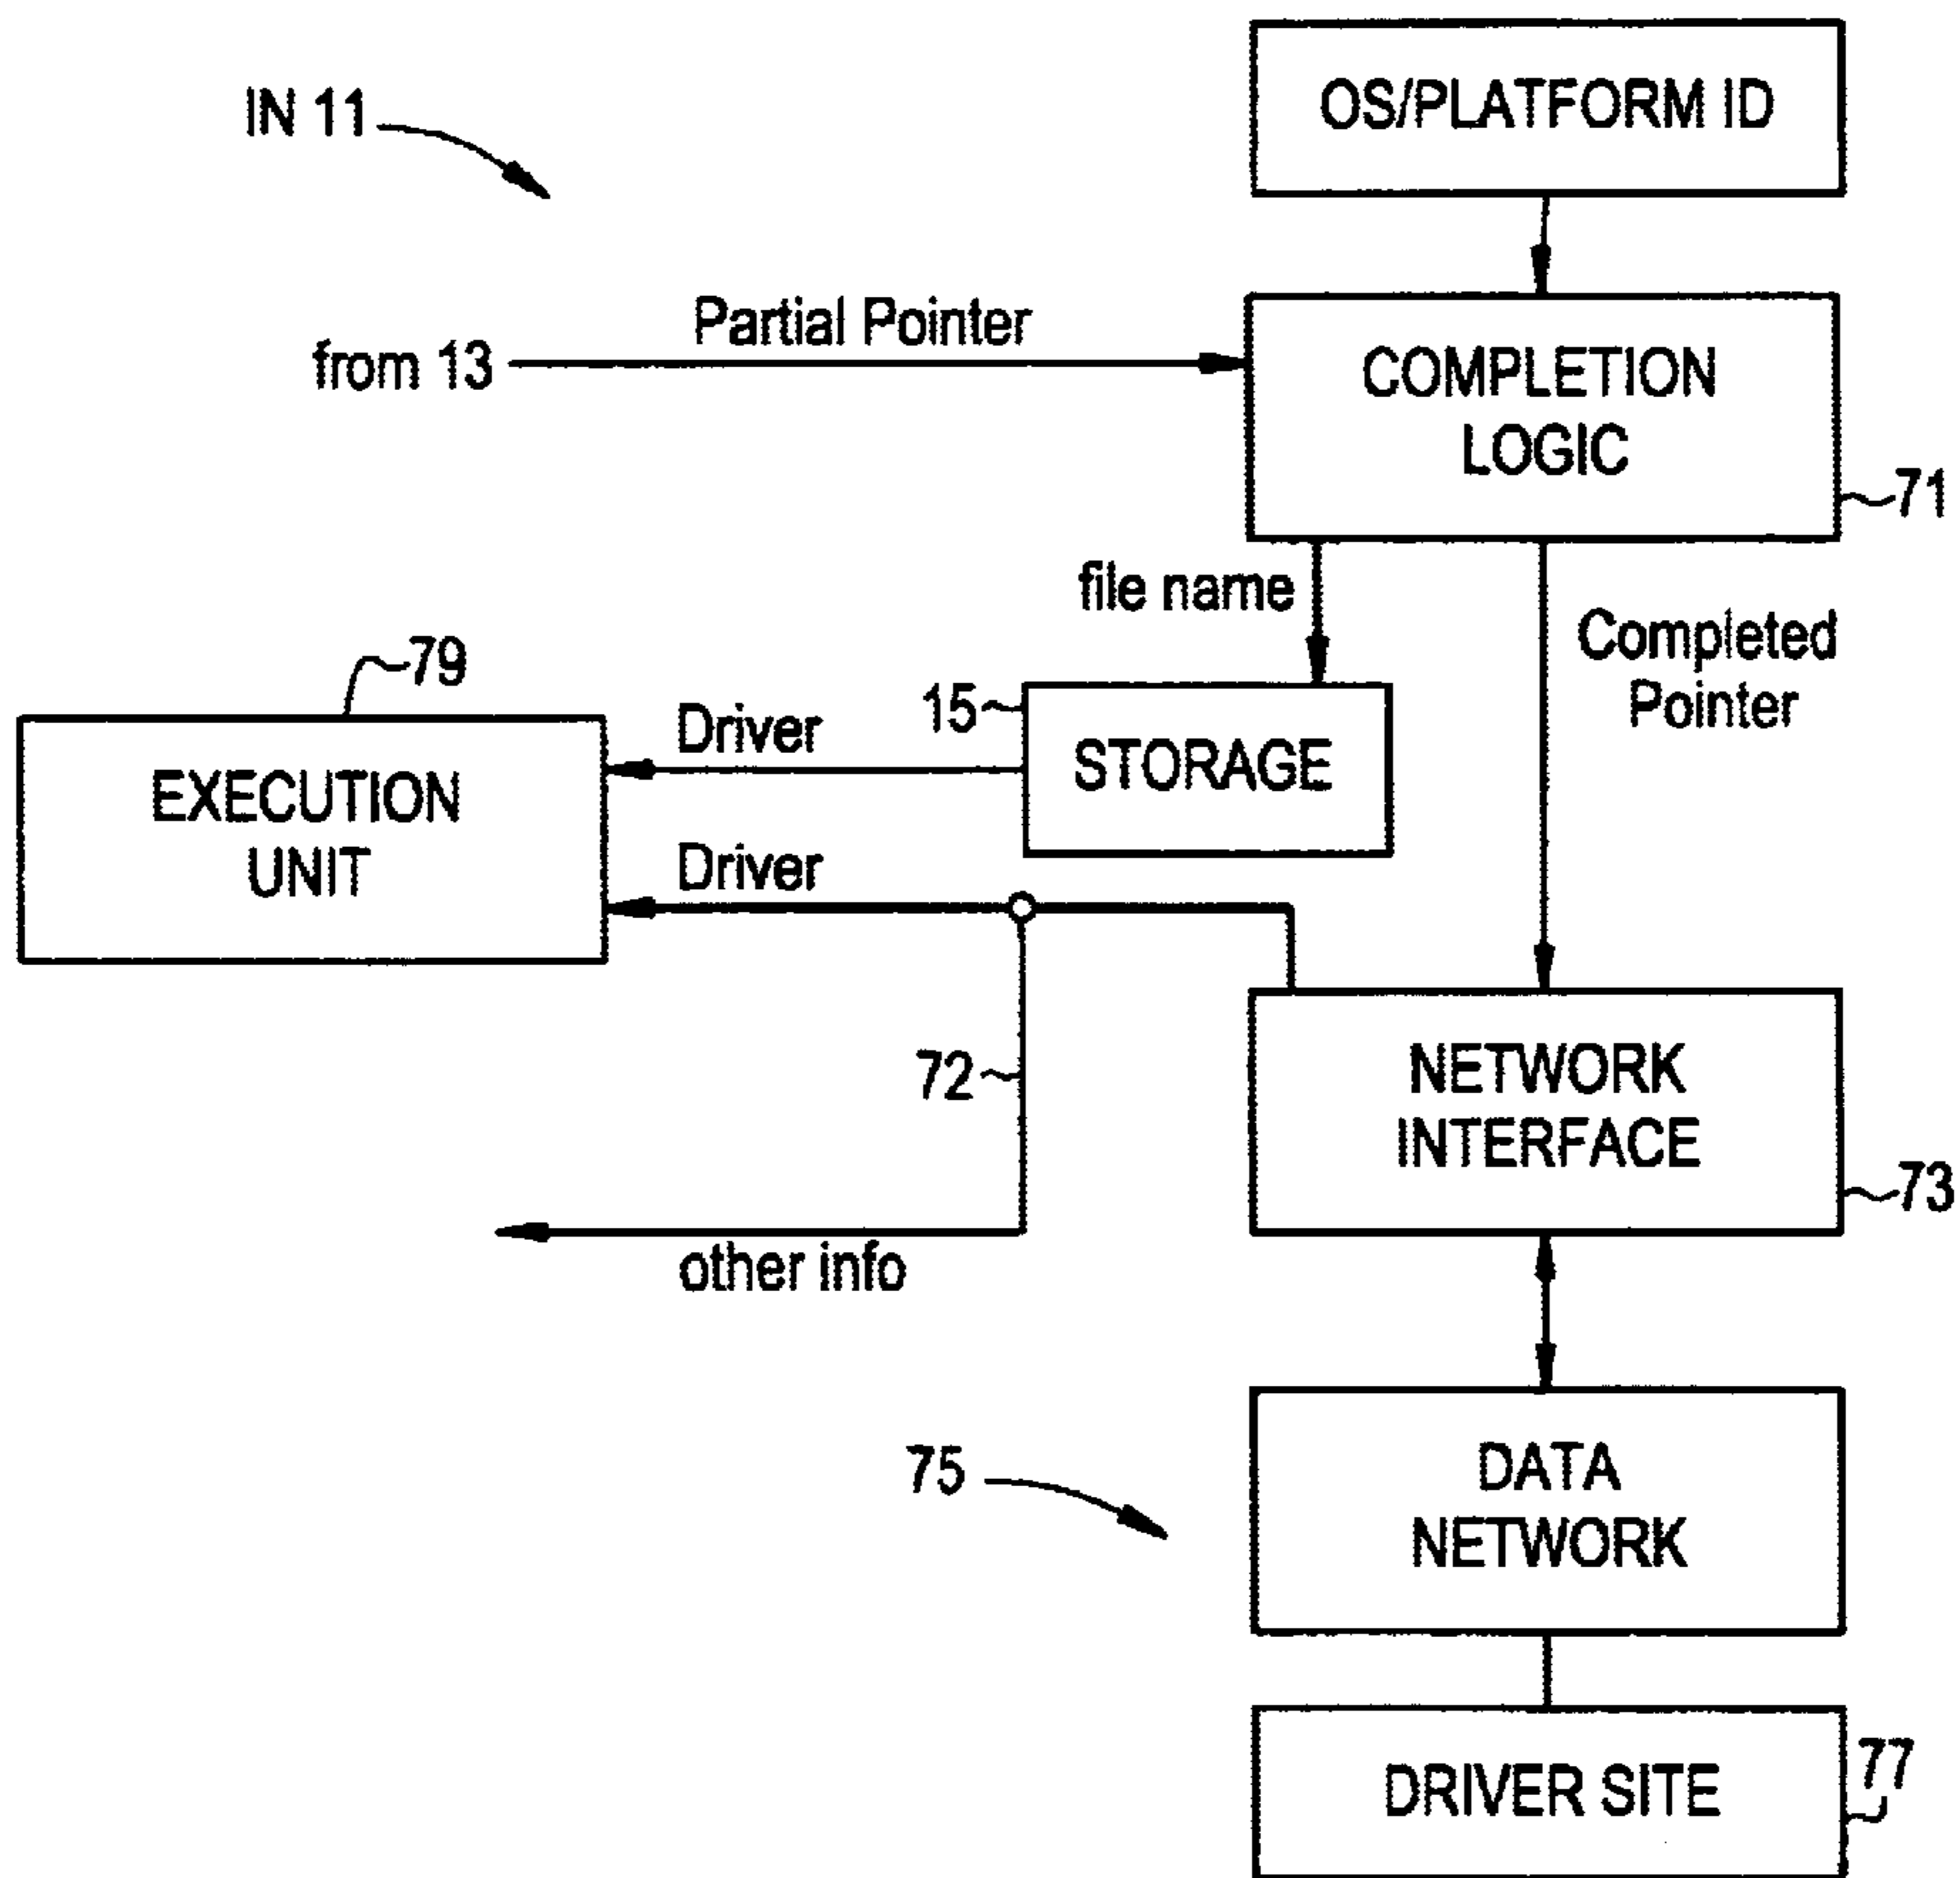 OS/PLATFORM ID
IN 11
Partial Pointer
from 13
COMPLETION
LOGIC
71
file name
Completed
Pointer
79
15
Driver
STORAGE
EXECUTION
UNIT
Driver
72
NETWORK
INTERFACE
73
other info
75
DATA
NETWORK
77
DRIVER SITE